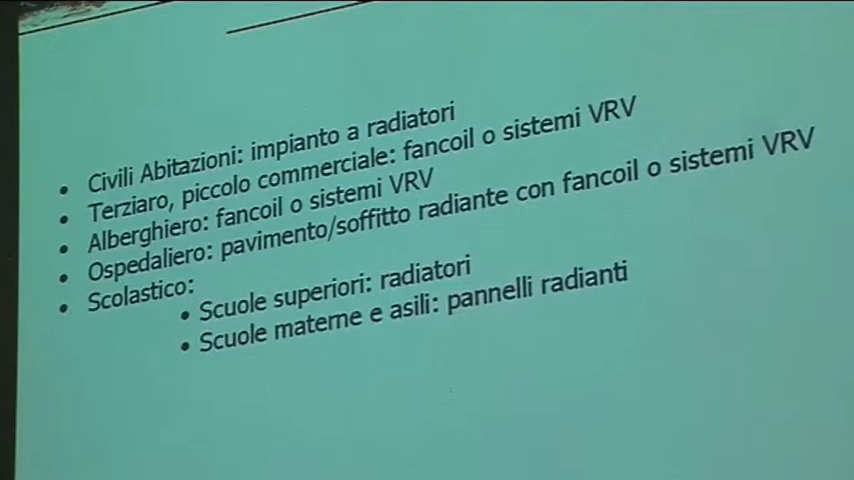 • Civili Abitazioni: impianto a radiatori
• Terziaro, piccolo commerciale: fancoil o sistemi VRV
• Alberghiero: fancoil o sistemi VRV
• Ospedaliero: pavimento/soffitto radiante con fancoil o sistemi VRV
• Scolastico:
• Scuole superiori: radiatori
• Scuole materne e asili: pannelli radianti